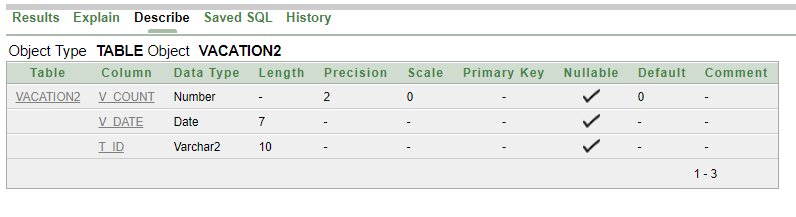 Results Explain Describe Saved SQL History
Object Type TABLE Object VACATION2
Table Column Data Type Length Precision Scale Primary Key Nullable Default Comment
VACATION2 V_COUNT Number - 2 0 - ✓ 0 -
V_DATE Date 7 - - - ✓ - -
T_ID Varchar2 10 - - - ✓ - -
1 - 3